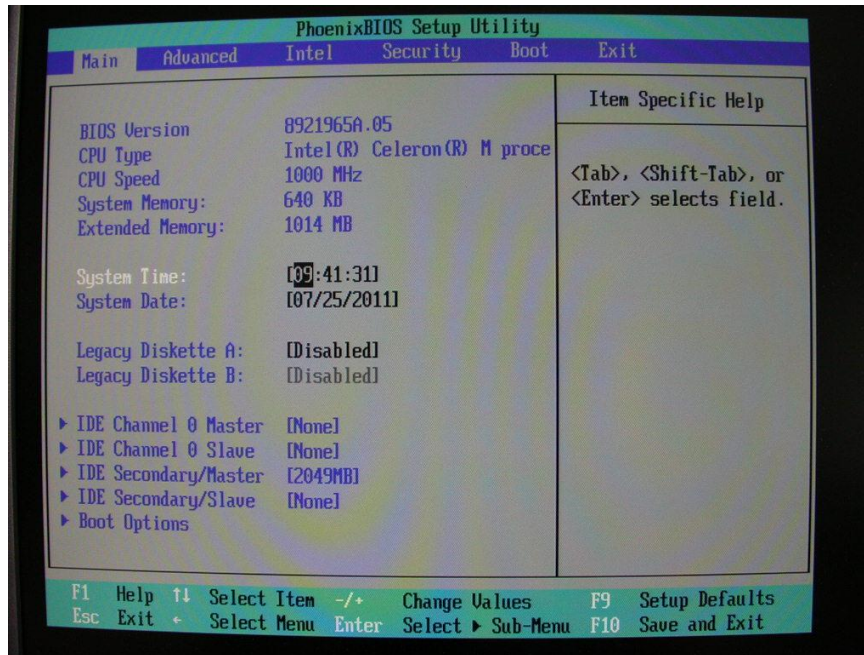 PhoenixBIOS Setup Utility
Main Advanced Intel Security Boot Exit
Item Specific Help
BIOS Version 8921965A.05
CPU Type Intel(R) Celeron(R) M proce
CPU Speed 1000 MHz
<Tab>, <Shift-Tab>, or
System Memory: 640 KB
<Enter> selects field.
Extended Memory: 1014 MB
System Time: [09:41:31]
System Date: [07/25/2011]
Legacy Diskette A: [Disabled]
Legacy Diskette B: [Disabled]
▶ IDE Channel 0 Master [None]
▶ IDE Channel 0 Slave [None]
▶ IDE Secondary/Master [2049MB]
▶ IDE Secondary/Slave [None]
▶ Boot Options
F1 Help ↑↓ Select Item -/+ Change Values F9 Setup Defaults
Esc Exit ← Select Menu Enter Select ▶ Sub-Menu F10 Save and Exit